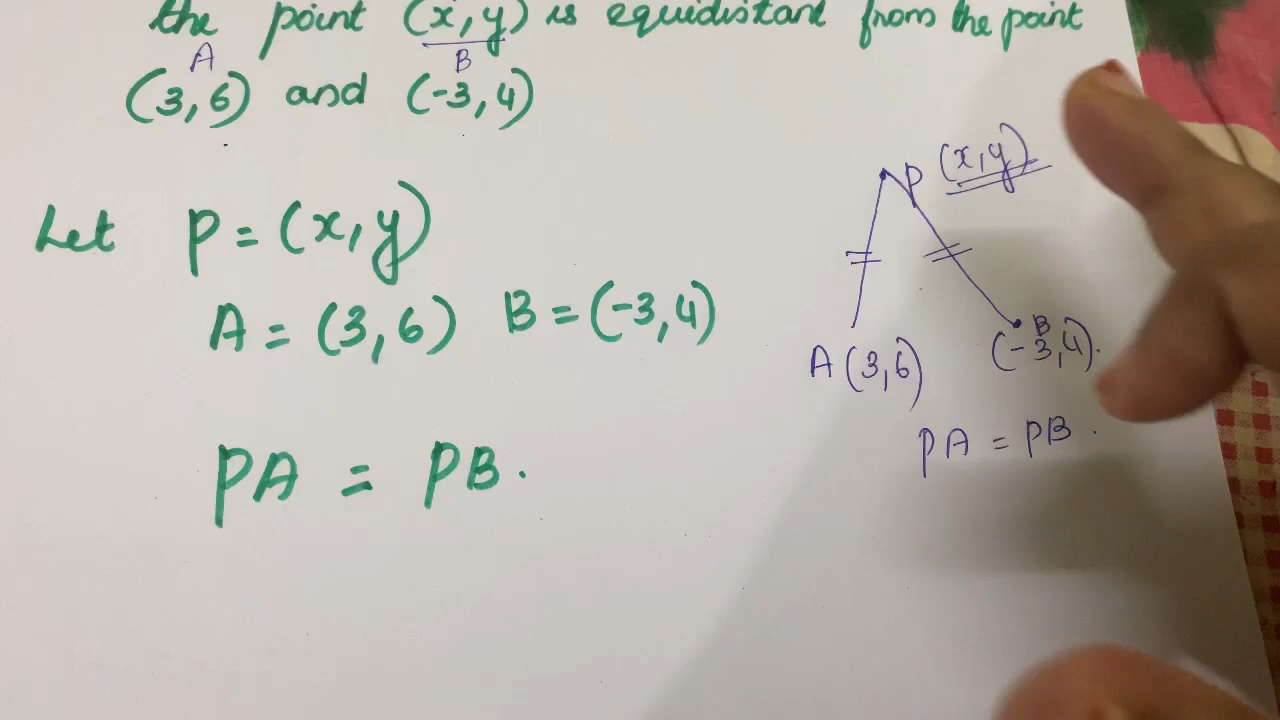 the point (x, y) is equidistant from the point
A B
(3, 6) and (-3, 4)
Let P = (x, y)
A = (3, 6) B = (-3, 4)
PA = PB.
P (x, y)
A (3, 6)
B
(-3, 4).
PA = PB.